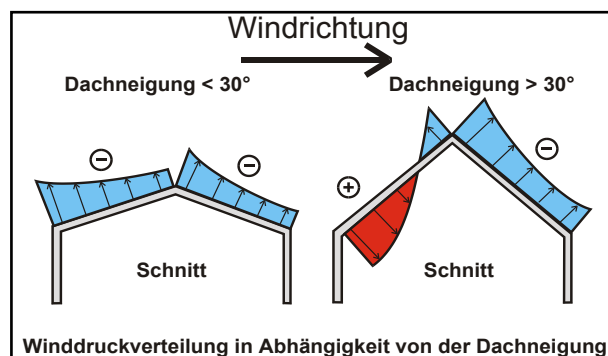 Windrichtung
Dachneigung < 30°
Dachneigung > 30°
Schnitt
Schnitt
Winddruckverteilung in Abhängigkeit von der Dachneigung